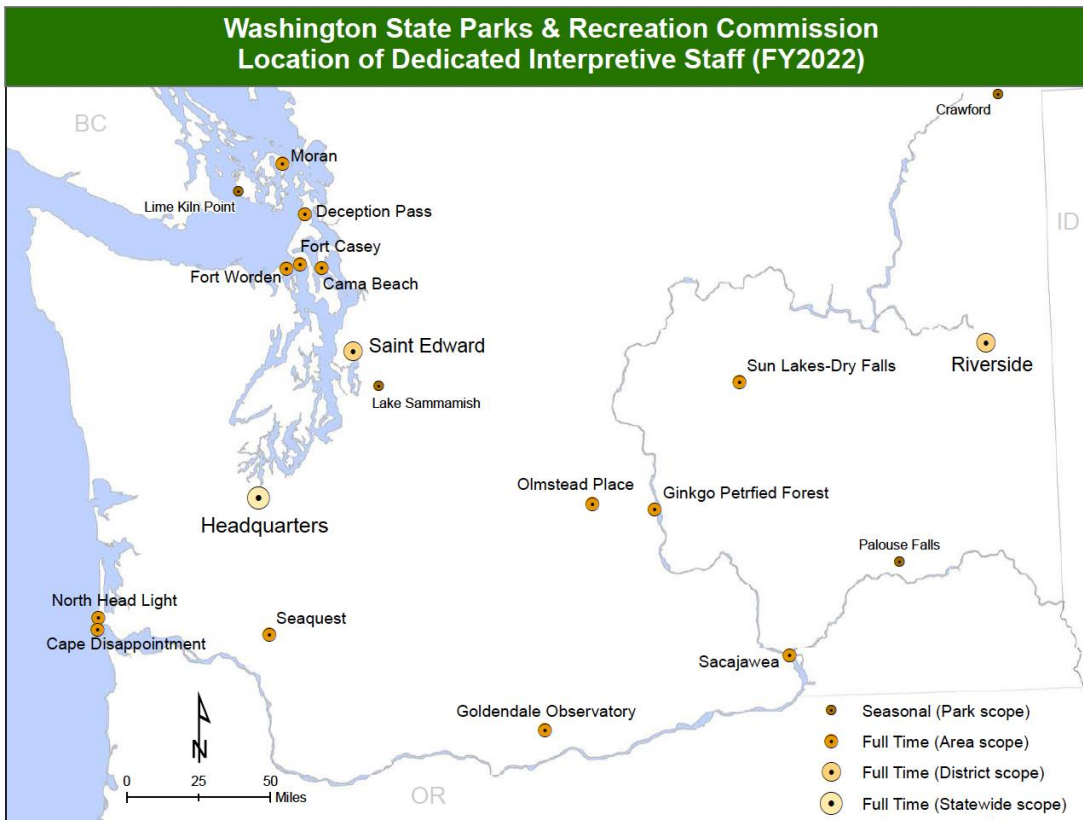 Washington State Parks & Recreation Commission
Location of Dedicated Interpretive Staff (FY2022)
BC
Crawford
Moran
Lime Kiln Point
Deception Pass
ID
Fort Casey
Fort Worden
Cama Beach
Saint Edward
Riverside
Sun Lakes-Dry Falls
Lake Sammamish
Olmstead Place
Ginkgo Petrfied Forest
Headquarters
Palouse Falls
North Head Light
Seaquest
Cape Disappointment
Sacajawea
Goldendale Observatory
N
0 25 50
Miles
OR
Seasonal (Park scope)
Full Time (Area scope)
Full Time (District scope)
Full Time (Statewide scope)